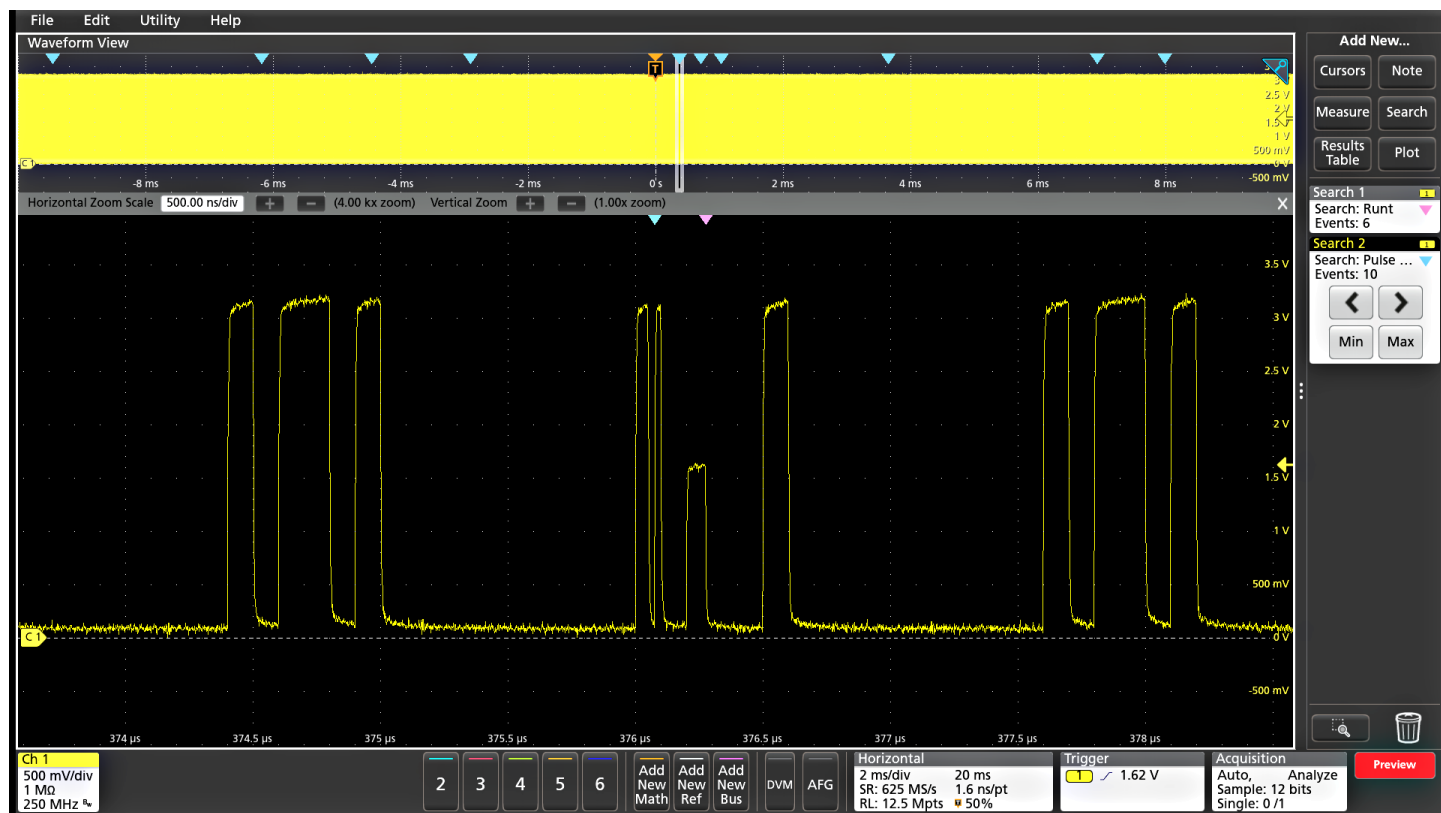 File Edit Utility Help
Waveform View
Add New...
Cursors Note
Measure Search
Results Table Plot
T
3 V
2.5 V
2 V
1.5 V
1 V
500 mV
0 V
-500 mV
C 1
-8 ms -6 ms -4 ms -2 ms 0 s 2 ms 4 ms 6 ms 8 ms
Horizontal Zoom Scale 500.00 ns/div + − (4.00 kx zoom) Vertical Zoom + − (1.00x zoom) X
Search 1 1
Search: Runt
Events: 6
Search 2 1
Search: Pulse ...
Events: 10
< >
Min Max
3.5 V
3 V
2.5 V
2 V
1.5 V
1 V
500 mV
0 V
-500 mV
C 1
374 µs 374.5 µs 375 µs 375.5 µs 376 µs 376.5 µs 377 µs 377.5 µs 378 µs
Ch 1
500 mV/div
1 MΩ
250 MHz
2 3 4 5 6
Add New Math
Add New Ref
Add New Bus
DVM AFG
Horizontal
2 ms/div 20 ms
SR: 625 MS/s 1.6 ns/pt
RL: 12.5 Mpts 50%
Trigger
1 1.62 V
Acquisition
Auto, Analyze
Sample: 12 bits
Single: 0 /1
Preview